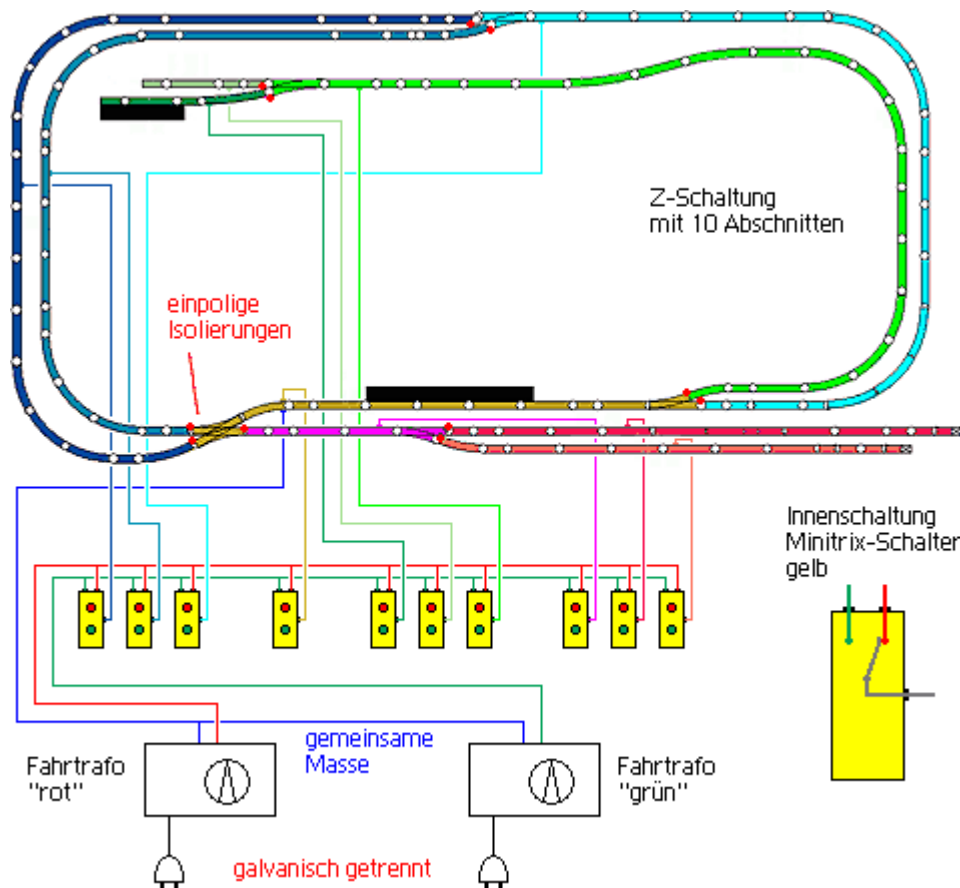 Z-Schaltung
mit 10 Abschnitten
einpolige
Isolierungen
Innenschaltung
Minitrix-Schalter
gelb
gemeinsame
Masse
Fahrtrafo
"rot"
Fahrtrafo
"grün"
galvanisch getrennt